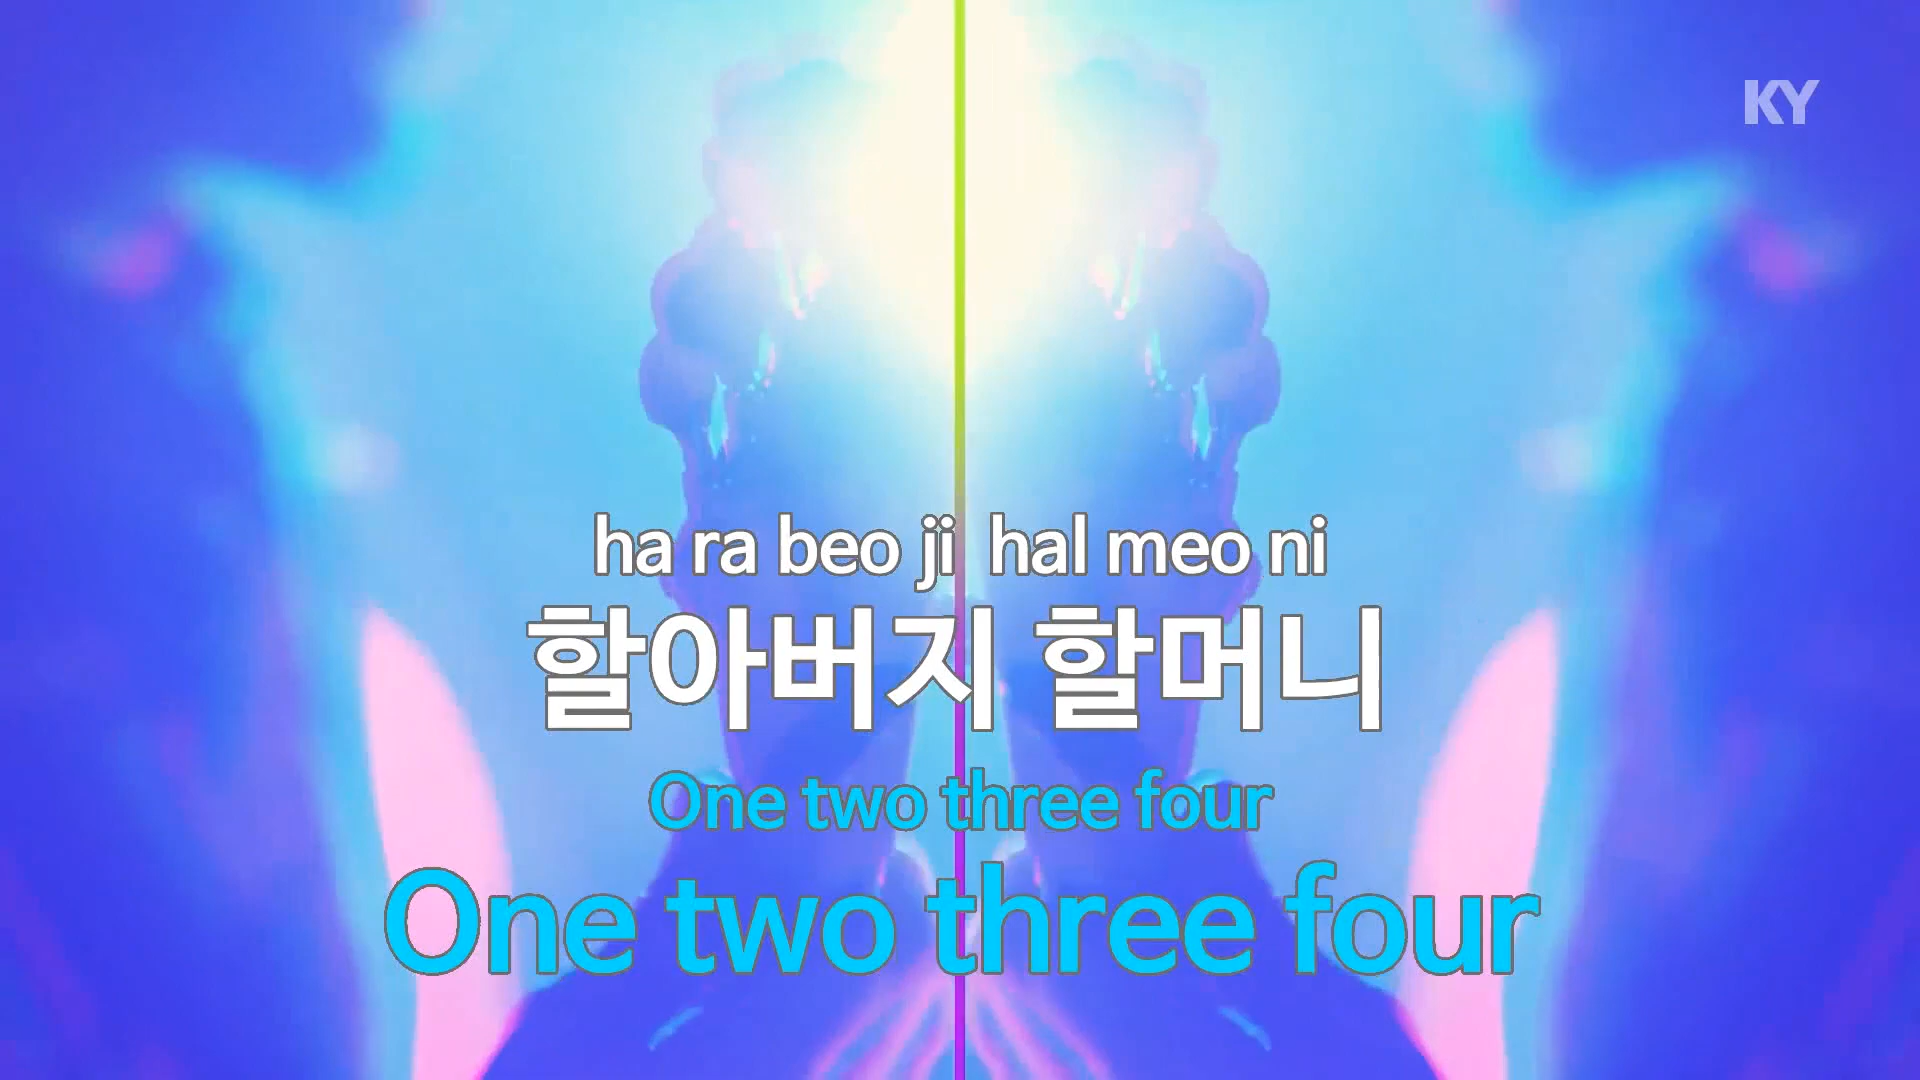 KY
ha ra beo ji hal meo ni
할아버지 할머니
One two three four
One two three four